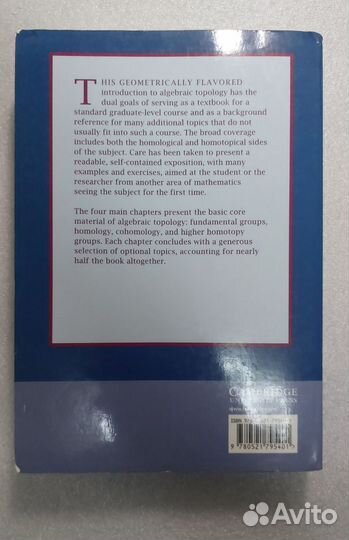 THIS GEOMETRICALLY FLAVORED
introduction to algebraic topology has the
dual goals of serving as a textbook for a
standard graduate-level course and as a background
reference for many additional topics that do not
usually fit into such a course. The broad coverage
includes both the homological and homotopical sides
of the subject. Care has been taken to present a
readable, self-contained exposition, with many
examples and exercises, aimed at the student or the
researcher from another area of mathematics
seeing the subject for the first time.
The four main chapters present the basic core
material of algebraic topology: fundamental groups,
homology, cohomology, and higher homotopy
groups. Each chapter concludes with a generous
selection of optional topics, accounting for nearly
half the book altogether.
CAMBRIDGE
UNIVERSITY PRESS
ISBN
9 780521 795401
Avito